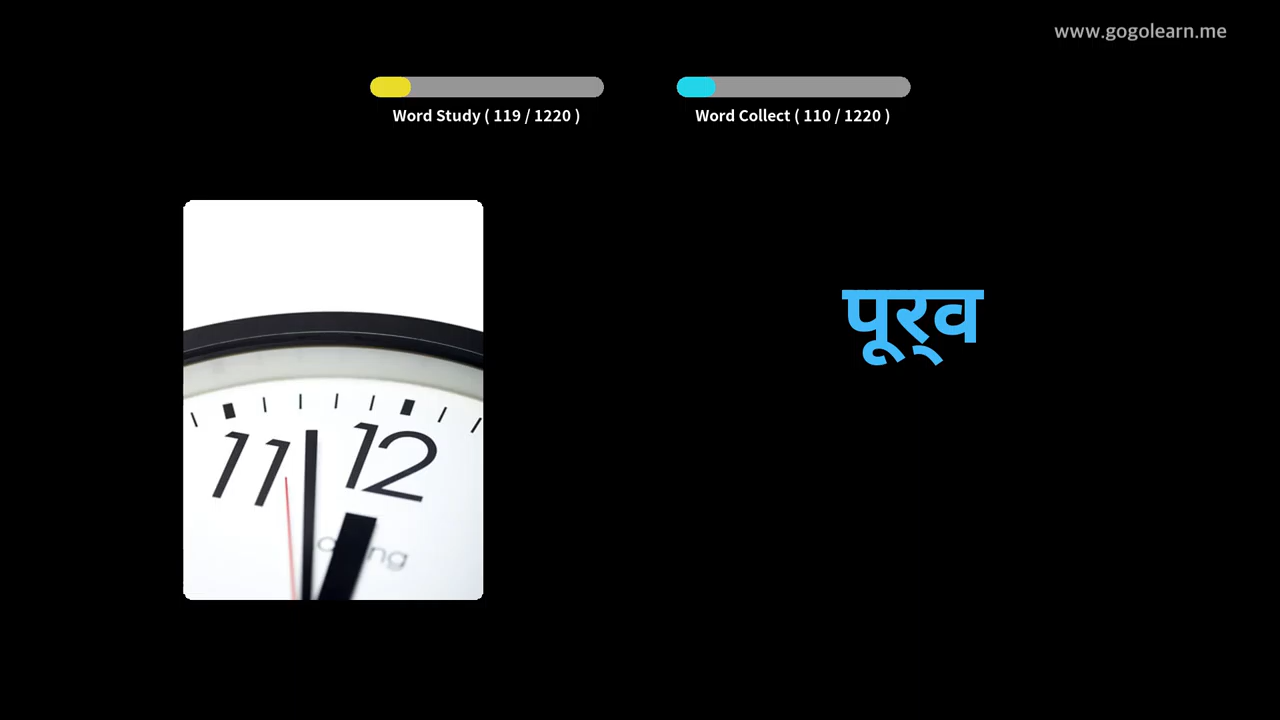 www.gogolearn.me
Word Study ( 119 / 1220 )
Word Collect ( 110 / 1220 )
पूर्‌व
11 12